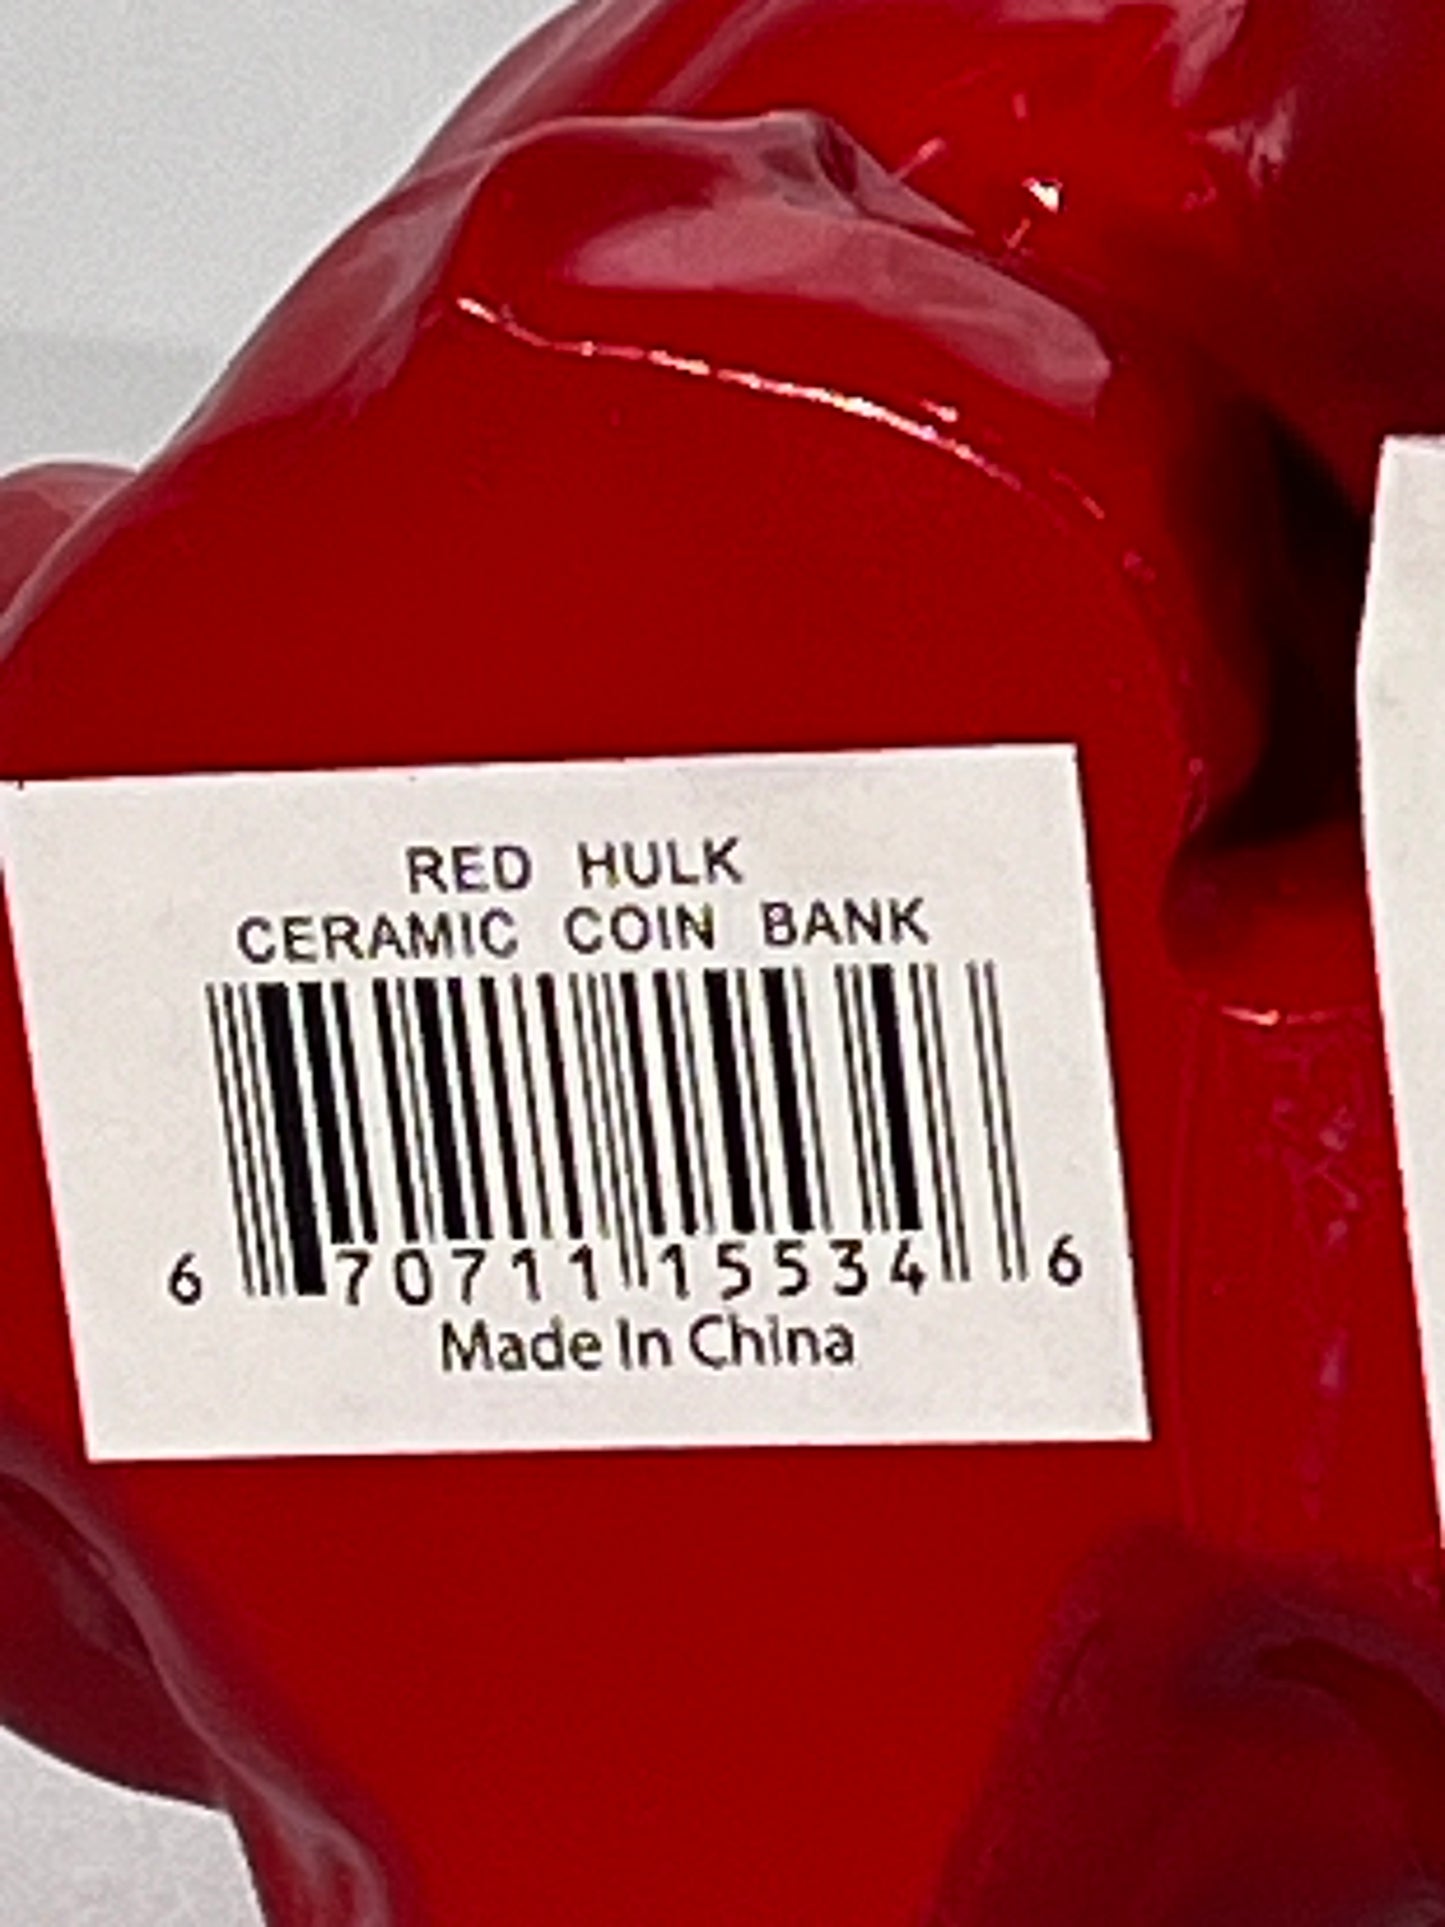 RED HULK
CERAMIC COIN BANK
6 70711 15534 6
Made In China